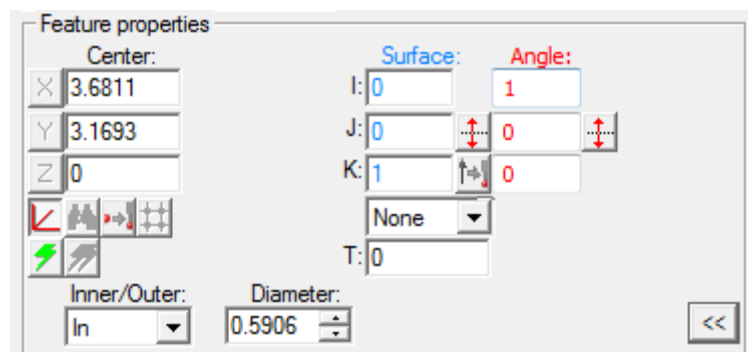 Feature properties
Center: Surface: Angle:
X 3.6811 I: 0 1
Y 3.1693 J: 0 0
Z 0 K: 1 0
None
T: 0
Inner/Outer: Diameter:
In 0.5906 <<